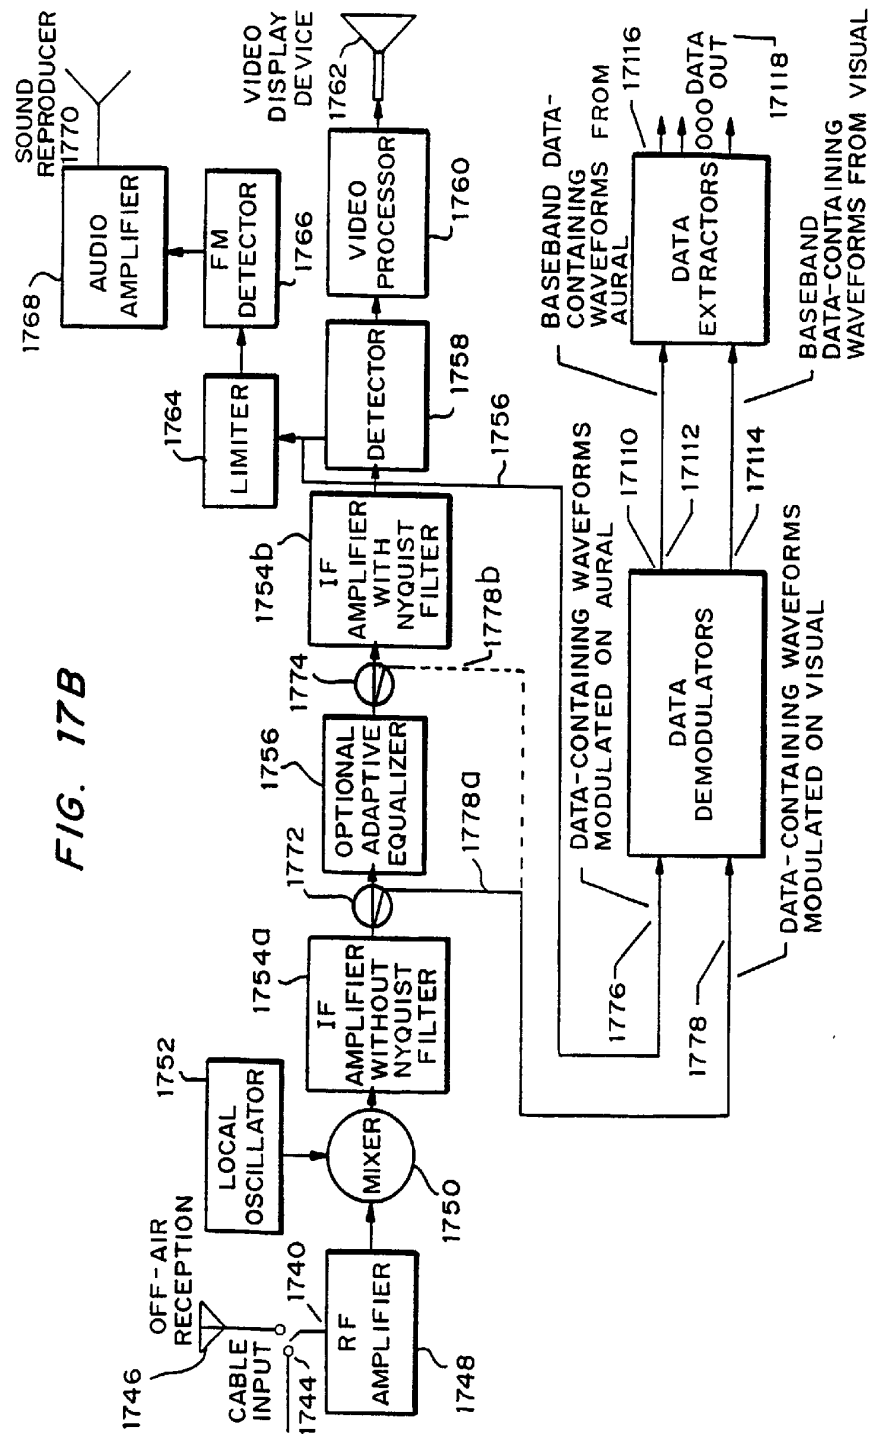 FIG. 17B
OFF-AIR
RECEPTION
1746
CABLE
INPUT
1744
1740
RF
AMPLIFIER
1748
LOCAL
OSCILLATOR
1752
MIXER
1750
IF
AMPLIFIER
WITHOUT
NYQUIST
FILTER
1754a
1772
OPTIONAL
ADAPTIVE
EQUALIZER
1756
1774
1778a
1778b
IF
AMPLIFIER
WITH
NYQUIST
FILTER
1754b
DETECTOR
1758
1756
LIMITER
1764
FM
DETECTOR
1766
AUDIO
AMPLIFIER
1768
SOUND
REPRODUCER
1770
VIDEO
PROCESSOR
1760
VIDEO
DISPLAY
DEVICE
1762
1776
DATA-CONTAINING WAVEFORMS
MODULATED ON AURAL
1778
DATA-CONTAINING WAVEFORMS
MODULATED ON VISUAL
DATA
DEMODULATORS
17110
17112
17114
BASEBAND DATA-
CONTAINING
WAVEFORMS FROM
AURAL
BASEBAND
DATA-CONTAINING
WAVEFORMS FROM VISUAL
DATA
EXTRACTORS
17116
000 DATA
OUT
17118